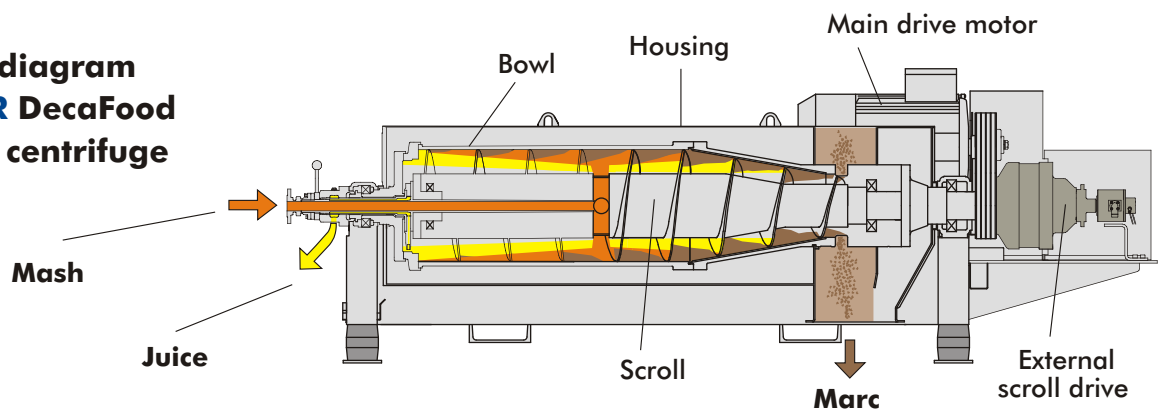 diagram
R DecaFood
centrifuge
Main drive motor
Housing
Bowl
Mash
Juice
Scroll
Marc
External
scroll drive